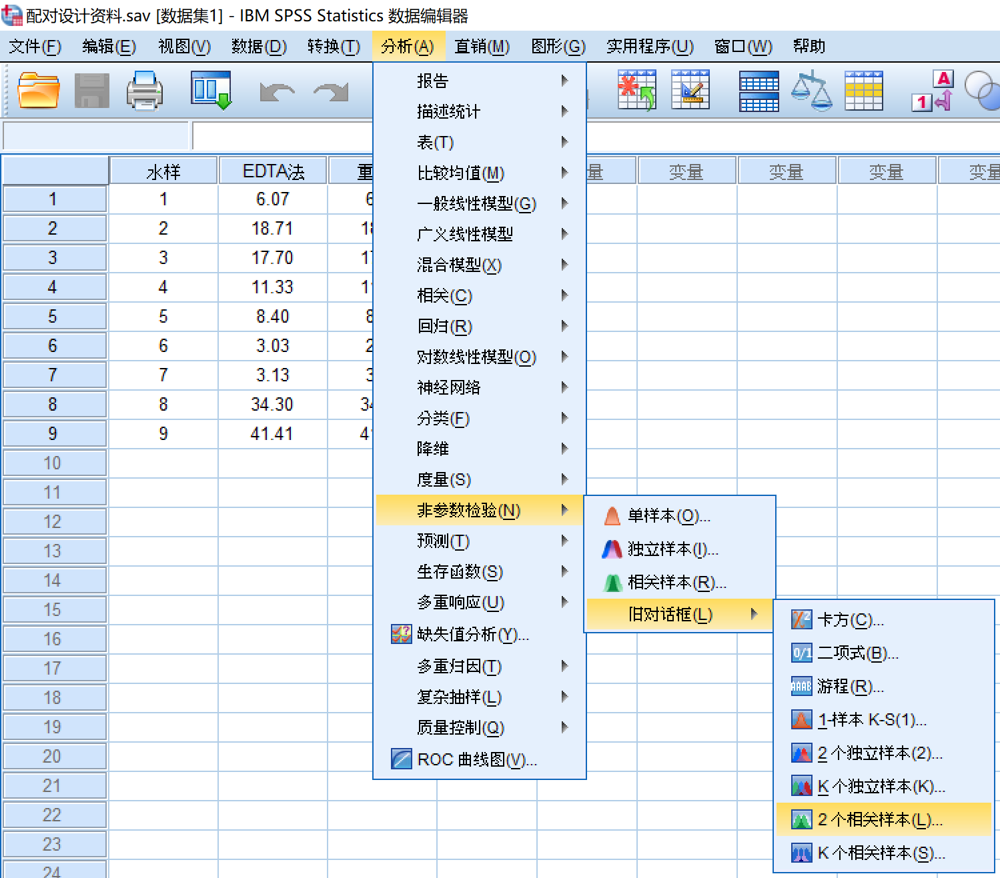 配对设计资料.sav [数据集1] - IBM SPSS Statistics 数据编辑器
文件(F) 编辑(E) 视图(V) 数据(D) 转换(T) 分析(A) 直销(M) 图形(G) 实用程序(U) 窗口(W) 帮助
A
1
水样 EDTA法 重 量 变量 变量 变量 变量
1 1 6.07 6
2 2 18.71 18
3 3 17.70 17
4 4 11.33 11
5 5 8.40 8
6 6 3.03 2
7 7 3.13 3
8 8 34.30 34
9 9 41.41 41
10
11
12
13
14
15
16
17
18
19
20
21
22
23
24
报告
描述统计
表(T)
比较均值(M)
一般线性模型(G)
广义线性模型
混合模型(X)
相关(C)
回归(R)
对数线性模型(O)
神经网络
分类(F)
降维
度量(S)
非参数检验(N)
预测(T)
生存函数(S)
多重响应(U)
缺失值分析(Y)...
多重归因(T)
复杂抽样(L)
质量控制(Q)
ROC 曲线图(V)...
单样本(O)...
独立样本(I)...
相关样本(R)...
旧对话框(L)
χ² 卡方(C)...
0/1 二项式(B)...
AAAB 游程(R)...
1-样本 K-S(1)...
2 个独立样本(2)...
K 个独立样本(K)...
2 个相关样本(L)...
K 个相关样本(S)...